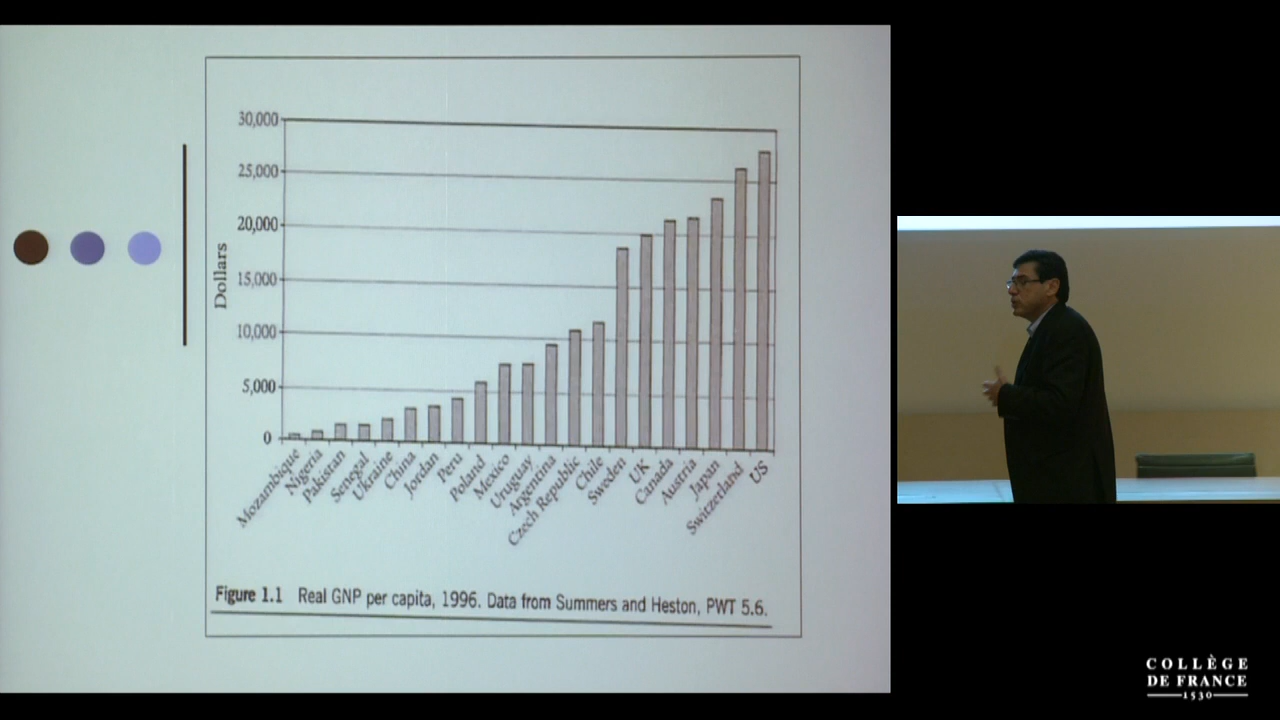 30,000
25,000
20,000
15,000
10,000
5,000
0
Dollars
Mozambique
Nigeria
Pakistan
Senegal
Ukraine
China
Jordan
Peru
Poland
Mexico
Uruguay
Argentina
Czech Republic
Chile
Sweden
UK
Canada
Austria
Japan
Switzetland
US
Figure 1.1 Real GNP per capita, 1996. Data from Summers and Heston, PWT 5.6.
COLLÈGE
DE FRANCE
1530